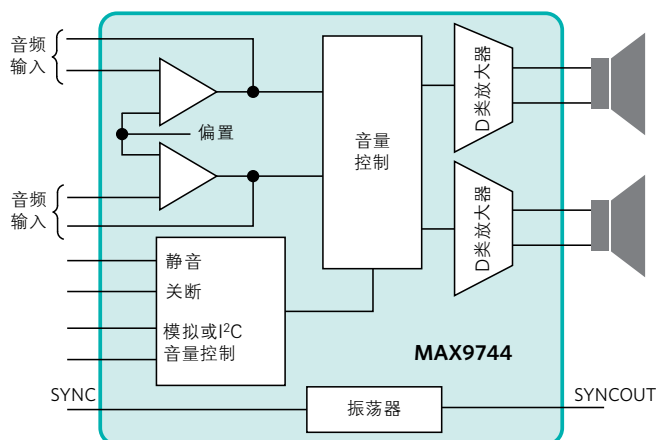 音频
输入
偏置
音量
控制
D类放大器
音频
输入
D类放大器
静音
关断
模拟或I²C
音量控制
MAX9744
SYNC
振荡器
SYNCOUT